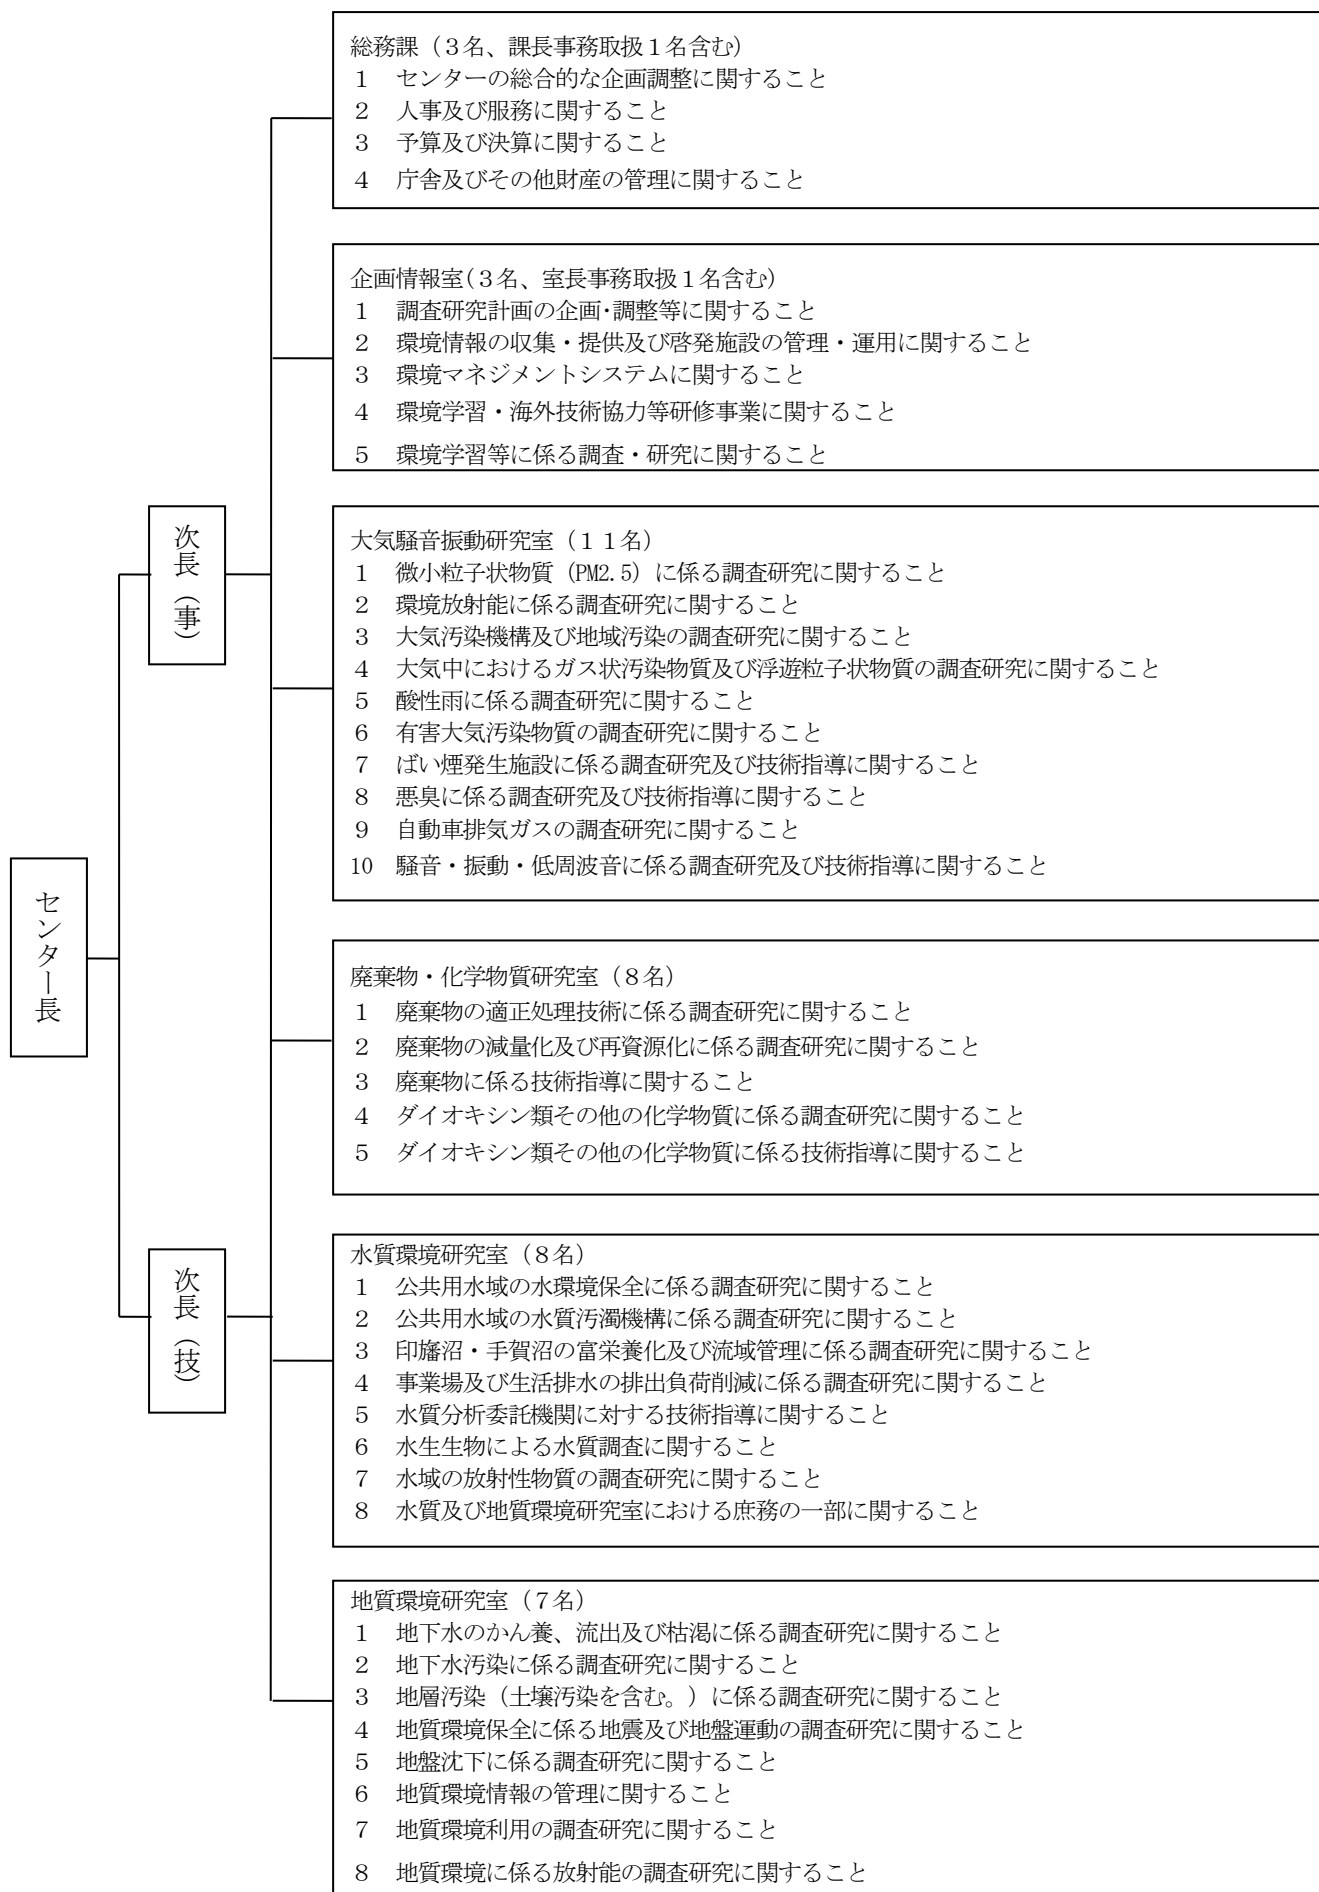 総務課（３名、課長事務取扱１名含む）
１　センターの総合的な企画調整に関すること
２　人事及び服務に関すること
３　予算及び決算に関すること
４　庁舎及びその他財産の管理に関すること
企画情報室（３名、室長事務取扱１名含む）
１　調査研究計画の企画・調整等に関すること
２　環境情報の収集・提供及び啓発施設の管理・運用に関すること
３　環境マネジメントシステムに関すること
４　環境学習・海外技術協力等研修事業に関すること
５　環境学習等に係る調査・研究に関すること
次長（事）
大気騒音振動研究室（１１名）
１　微小粒子状物質（PM2.5）に係る調査研究に関すること
２　環境放射能に係る調査研究に関すること
３　大気汚染機構及び地域汚染の調査研究に関すること
４　大気中におけるガス状汚染物質及び浮遊粒子状物質の調査研究に関すること
５　酸性雨に係る調査研究に関すること
６　有害大気汚染物質の調査研究に関すること
７　ばい煙発生施設に係る調査研究及び技術指導に関すること
８　悪臭に係る調査研究及び技術指導に関すること
９　自動車排気ガスの調査研究に関すること
10　騒音・振動・低周波音に係る調査研究及び技術指導に関すること
センター長
廃棄物・化学物質研究室（８名）
１　廃棄物の適正処理技術に係る調査研究に関すること
２　廃棄物の減量化及び再資源化に係る調査研究に関すること
３　廃棄物に係る技術指導に関すること
４　ダイオキシン類その他の化学物質に係る調査研究に関すること
５　ダイオキシン類その他の化学物質に係る技術指導に関すること
次長（技）
水質環境研究室（８名）
１　公共用水域の水環境保全に係る調査研究に関すること
２　公共用水域の水質汚濁機構に係る調査研究に関すること
３　印旛沼・手賀沼の富栄養化及び流域管理に係る調査研究に関すること
４　事業場及び生活排水の排出負荷削減に係る調査研究に関すること
５　水質分析委託機関に対する技術指導に関すること
６　水生生物による水質調査に関すること
７　水域の放射性物質の調査研究に関すること
８　水質及び地質環境研究室における庶務の一部に関すること
地質環境研究室（７名）
１　地下水のかん養、流出及び枯渇に係る調査研究に関すること
２　地下水汚染に係る調査研究に関すること
３　地層汚染（土壌汚染を含む。）に係る調査研究に関すること
４　地質環境保全に係る地震及び地盤運動の調査研究に関すること
５　地盤沈下に係る調査研究に関すること
６　地質環境情報の管理に関すること
７　地質環境利用の調査研究に関すること
８　地質環境に係る放射能の調査研究に関すること